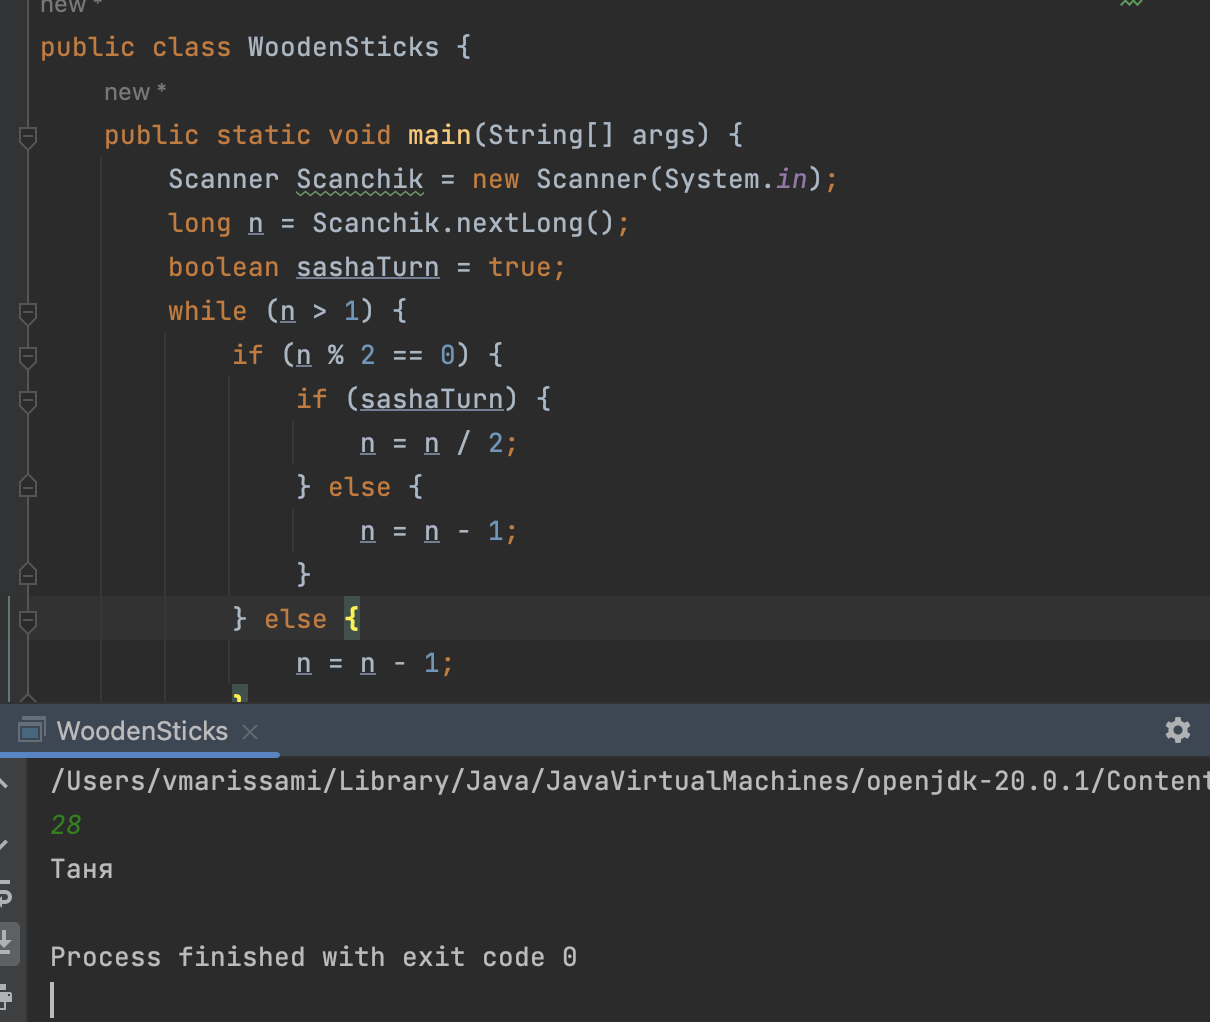 new *
public class WoodenSticks {
new *
public static void main(String[] args) {
Scanner Scanchik = new Scanner(System.in);
long n = Scanchik.nextLong();
boolean sashaTurn = true;
while (n > 1) {
if (n % 2 == 0) {
if (sashaTurn) {
n = n / 2;
} else {
n = n - 1;
}
} else {
n = n - 1;
}
WoodenSticks
/Users/vmarissami/Library/Java/JavaVirtualMachines/openjdk-20.0.1/Content
28
Таня
Process finished with exit code 0